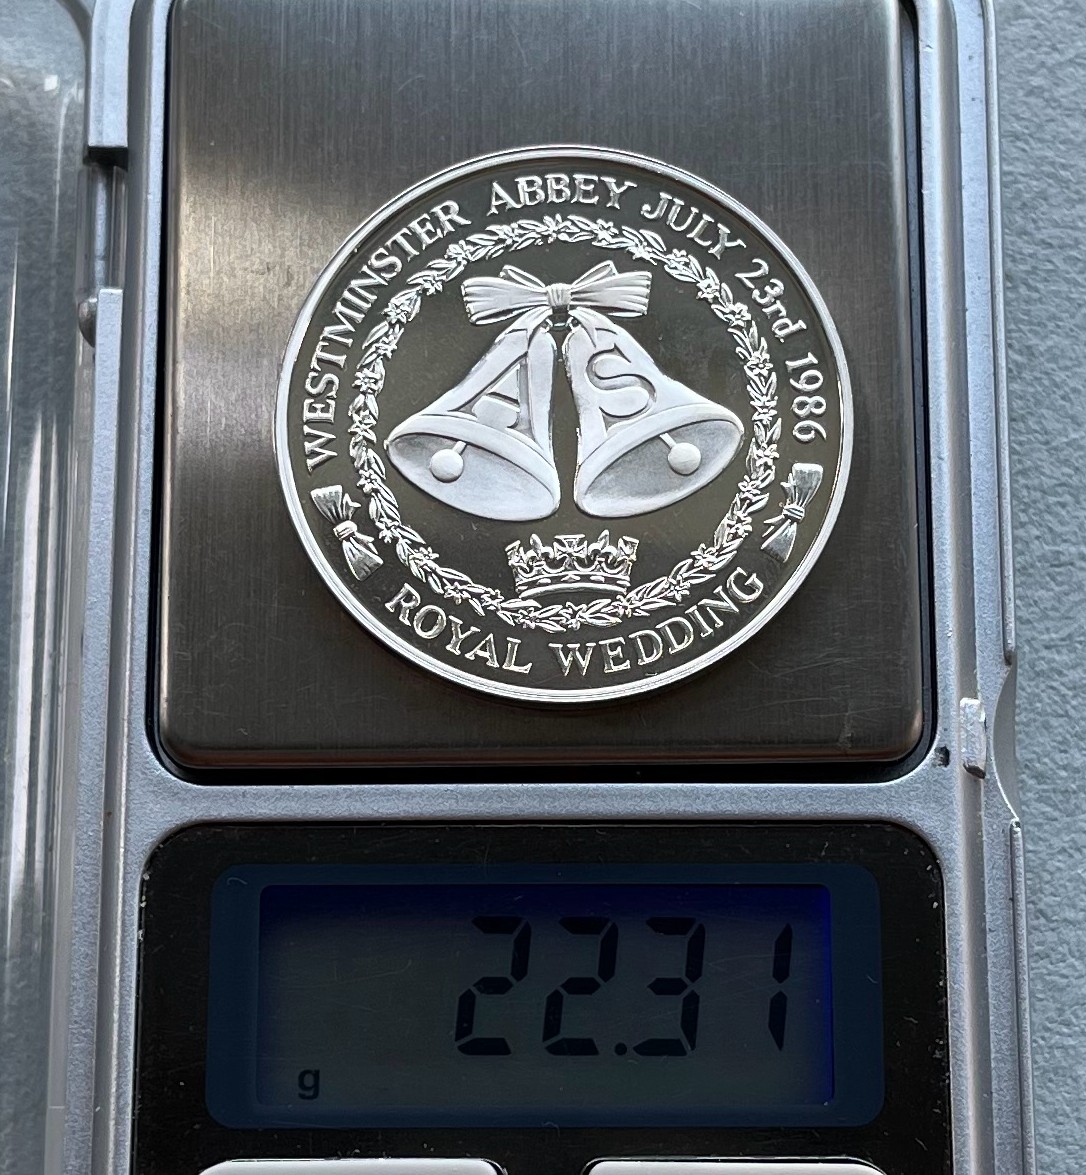 WESTMINSTER ABBEY JULY 23rd 1986
A S
ROYAL WEDDING
22.31
g